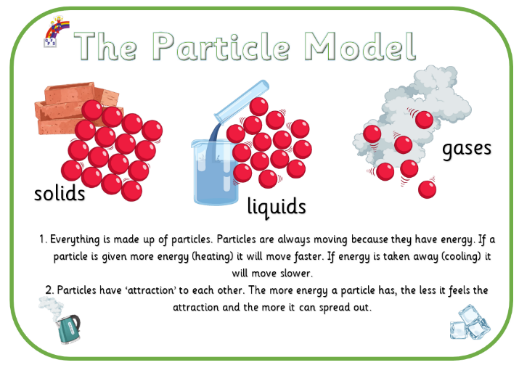 The Particle Model
solids
liquids
gases
1. Everything is made up of particles. Particles are always moving because they have energy. If a
particle is given more energy (heating) it will move faster. If energy is taken away (cooling) it
will move slower.
2. Particles have 'attraction' to each other. The more energy a particle has, the less it feels the
attraction and the more it can spread out.